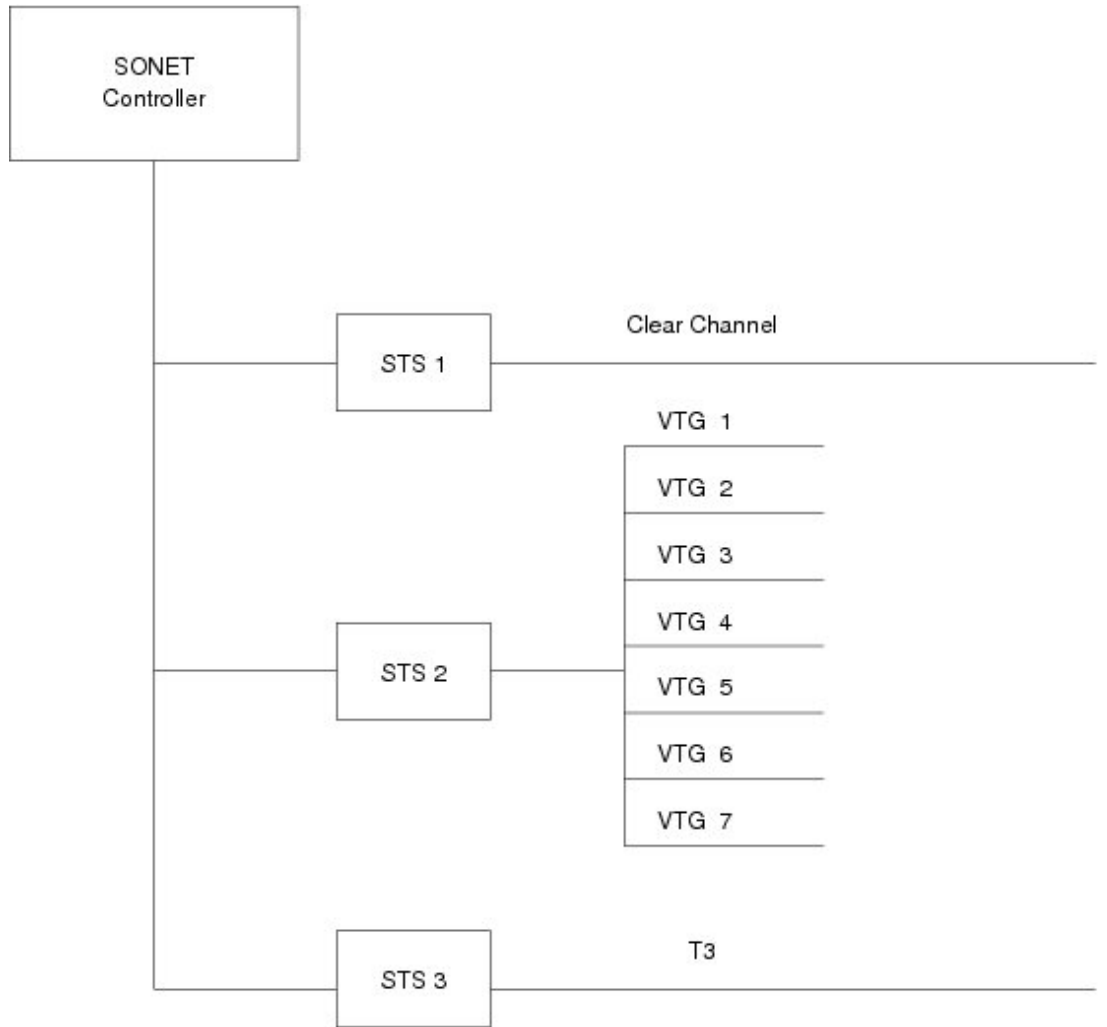 SONET
Controller
Clear Channel
STS 1
VTG 1
VTG 2
VTG 3
VTG 4
STS 2
VTG 5
VTG 6
VTG 7
T3
STS 3